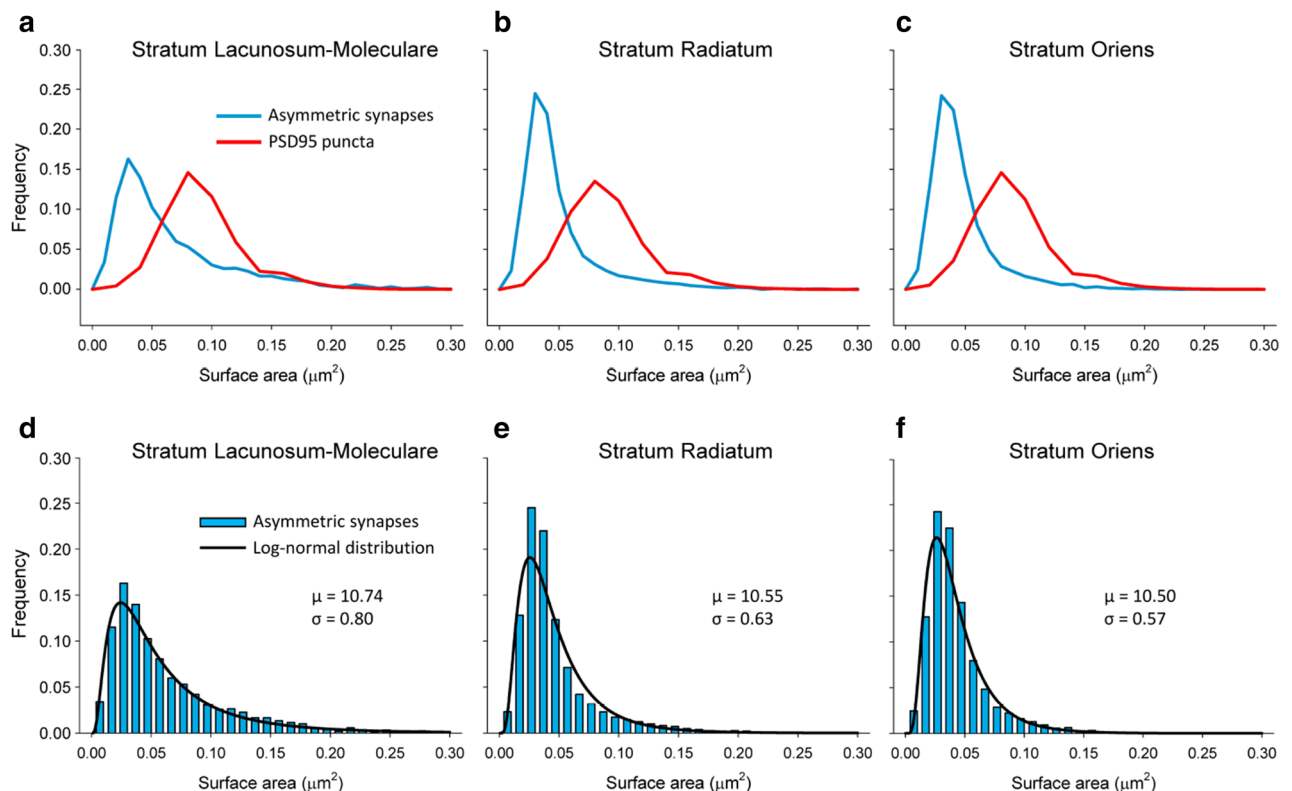 a
Stratum Lacunosum-Moleculare
0.30
0.25
0.20
0.15
0.10
0.05
0.00
Frequency
Asymmetric synapses
PSD95 puncta
0.00 0.05 0.10 0.15 0.20 0.25 0.30
Surface area (μm²)
b
Stratum Radiatum
0.00 0.05 0.10 0.15 0.20 0.25 0.30
Surface area (μm²)
c
Stratum Oriens
0.00 0.05 0.10 0.15 0.20 0.25 0.30
Surface area (μm²)
d
Stratum Lacunosum-Moleculare
0.30
0.25
0.20
0.15
0.10
0.05
0.00
Frequency
Asymmetric synapses
Log-normal distribution
μ = 10.74
σ = 0.80
0.00 0.05 0.10 0.15 0.20 0.25 0.30
Surface area (μm²)
e
Stratum Radiatum
μ = 10.55
σ = 0.63
0.00 0.05 0.10 0.15 0.20 0.25 0.30
Surface area (μm²)
f
Stratum Oriens
μ = 10.50
σ = 0.57
0.00 0.05 0.10 0.15 0.20 0.25 0.30
Surface area (μm²)